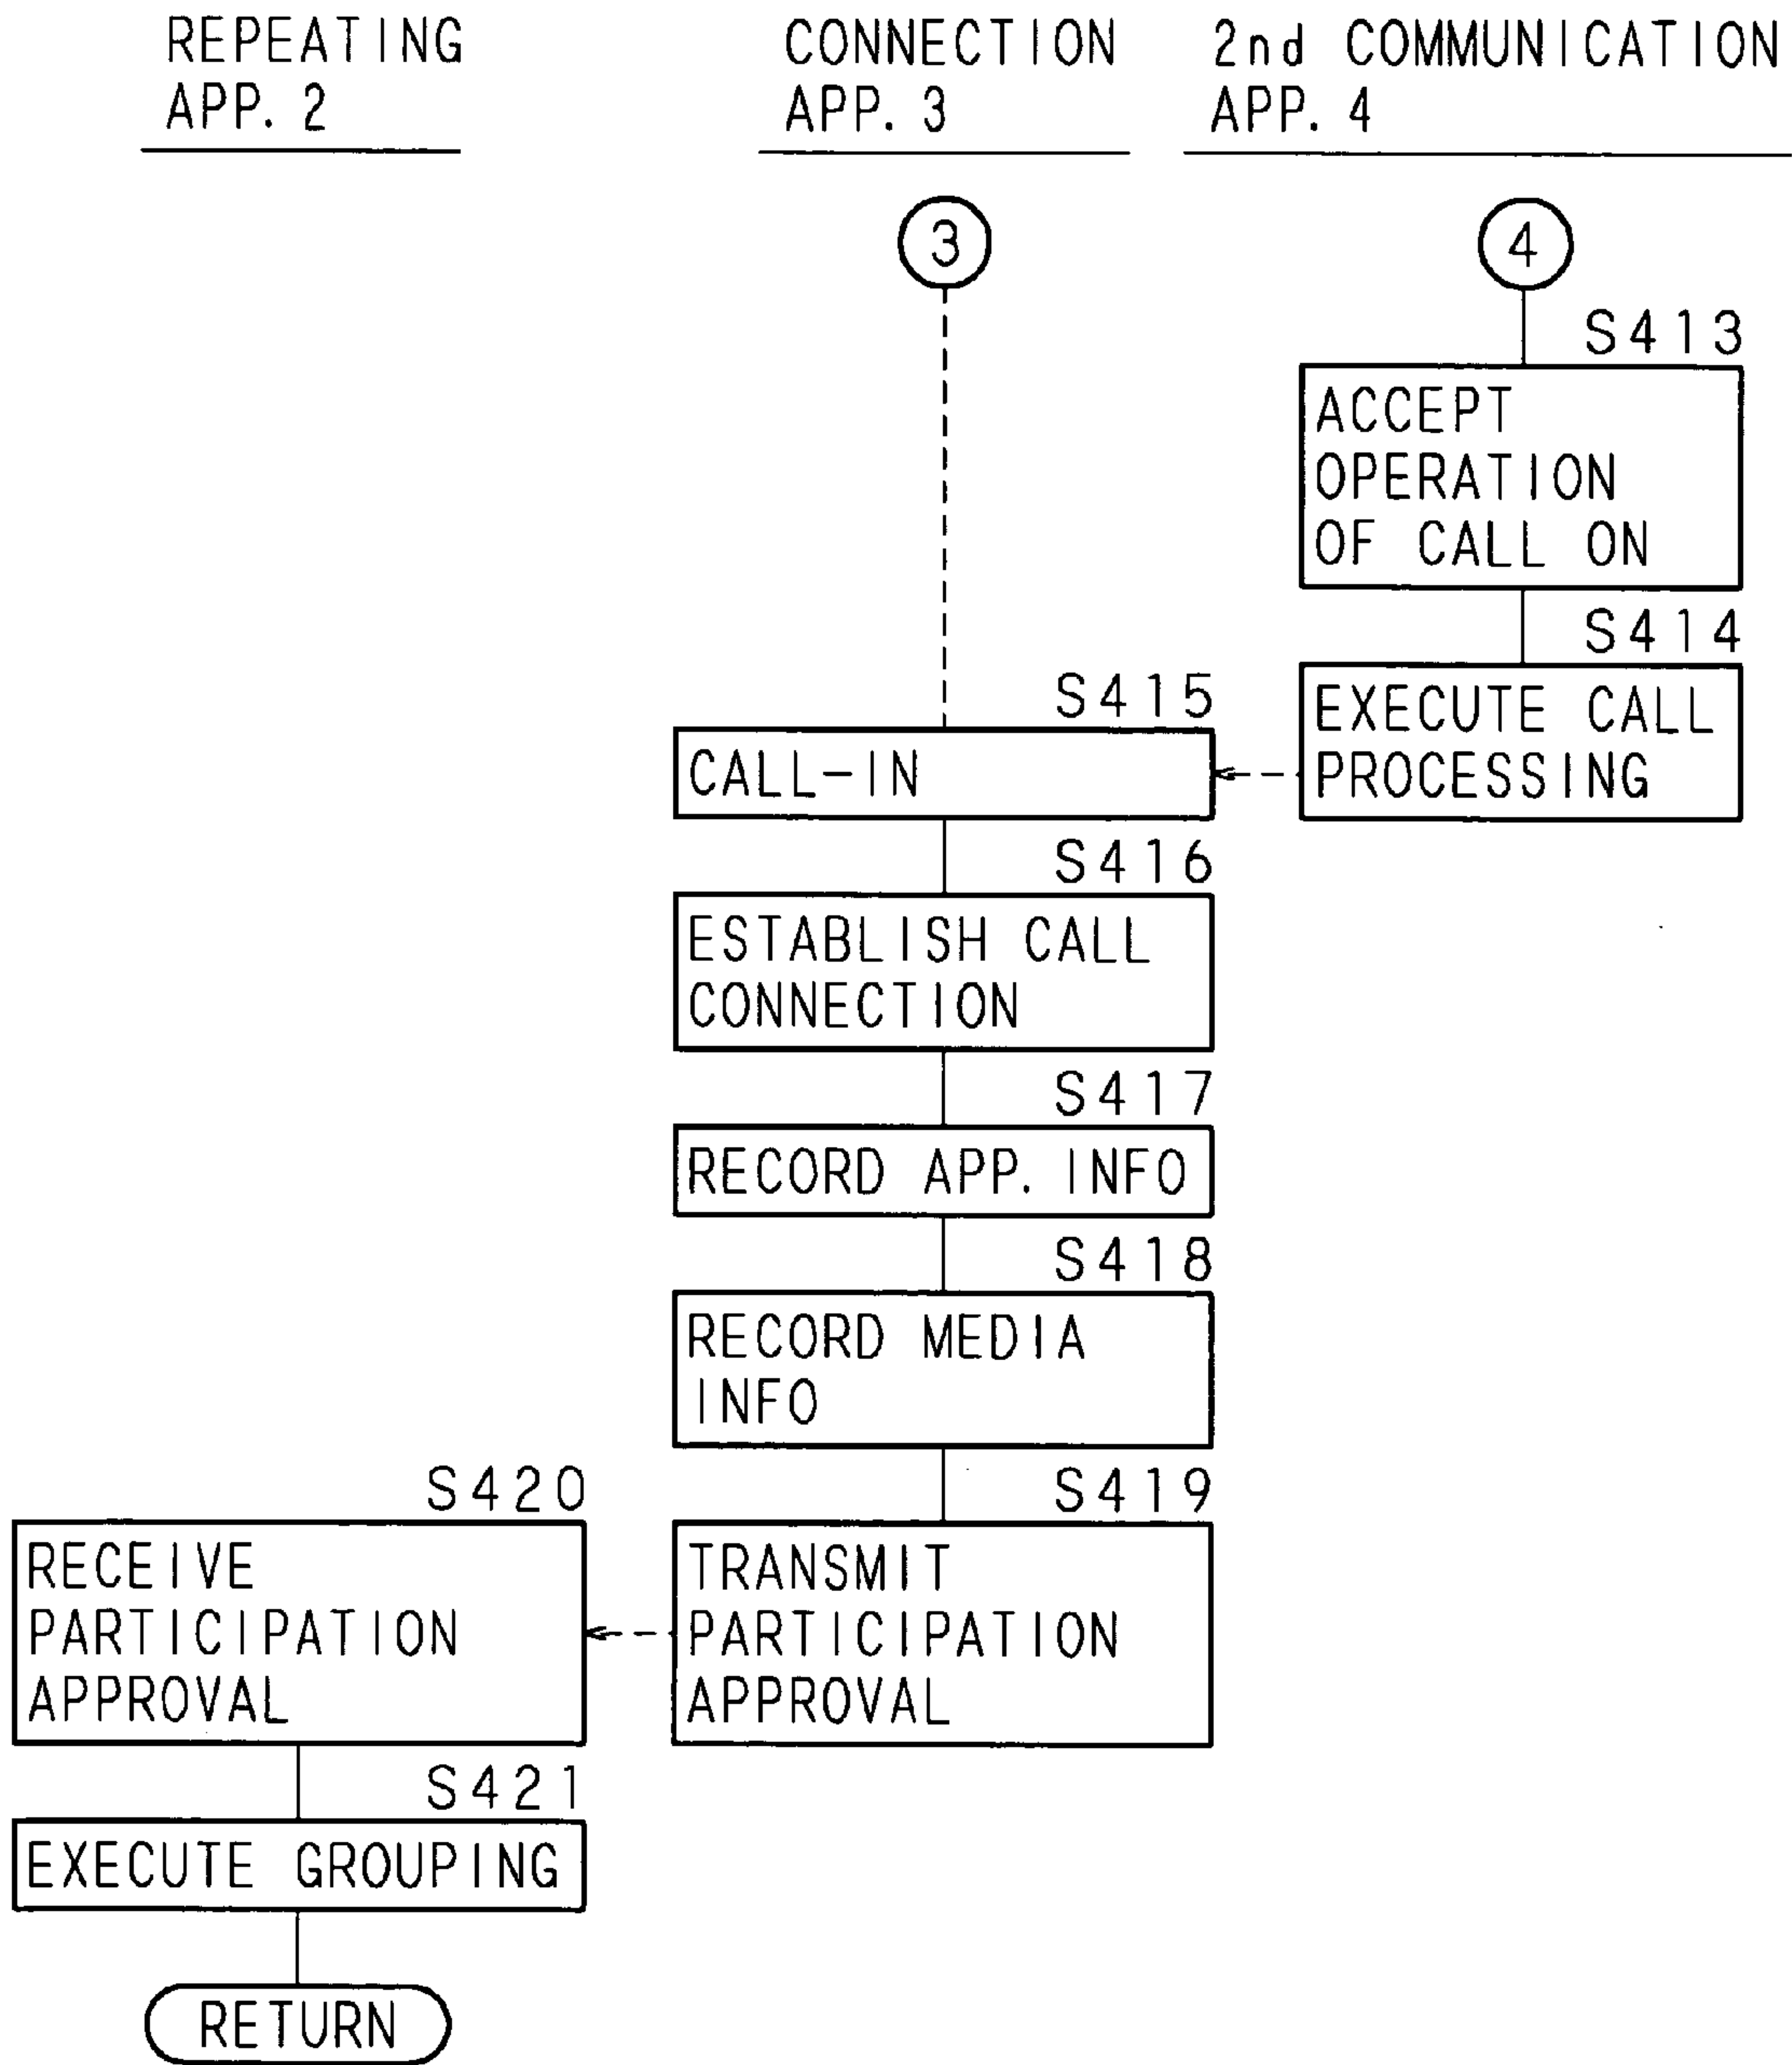 REPEATING
APP. 2
CONNECTION
APP. 3
2nd COMMUNICATION
APP. 4
3
4
S413
ACCEPT
OPERATION
OF CALL ON
S414
EXECUTE CALL
PROCESSING
S415
CALL-IN
S416
ESTABLISH CALL
CONNECTION
S417
RECORD APP. INFO
S418
RECORD MEDIA
INFO
S419
TRANSMIT
PARTICIPATION
APPROVAL
S420
RECEIVE
PARTICIPATION
APPROVAL
S421
EXECUTE GROUPING
RETURN